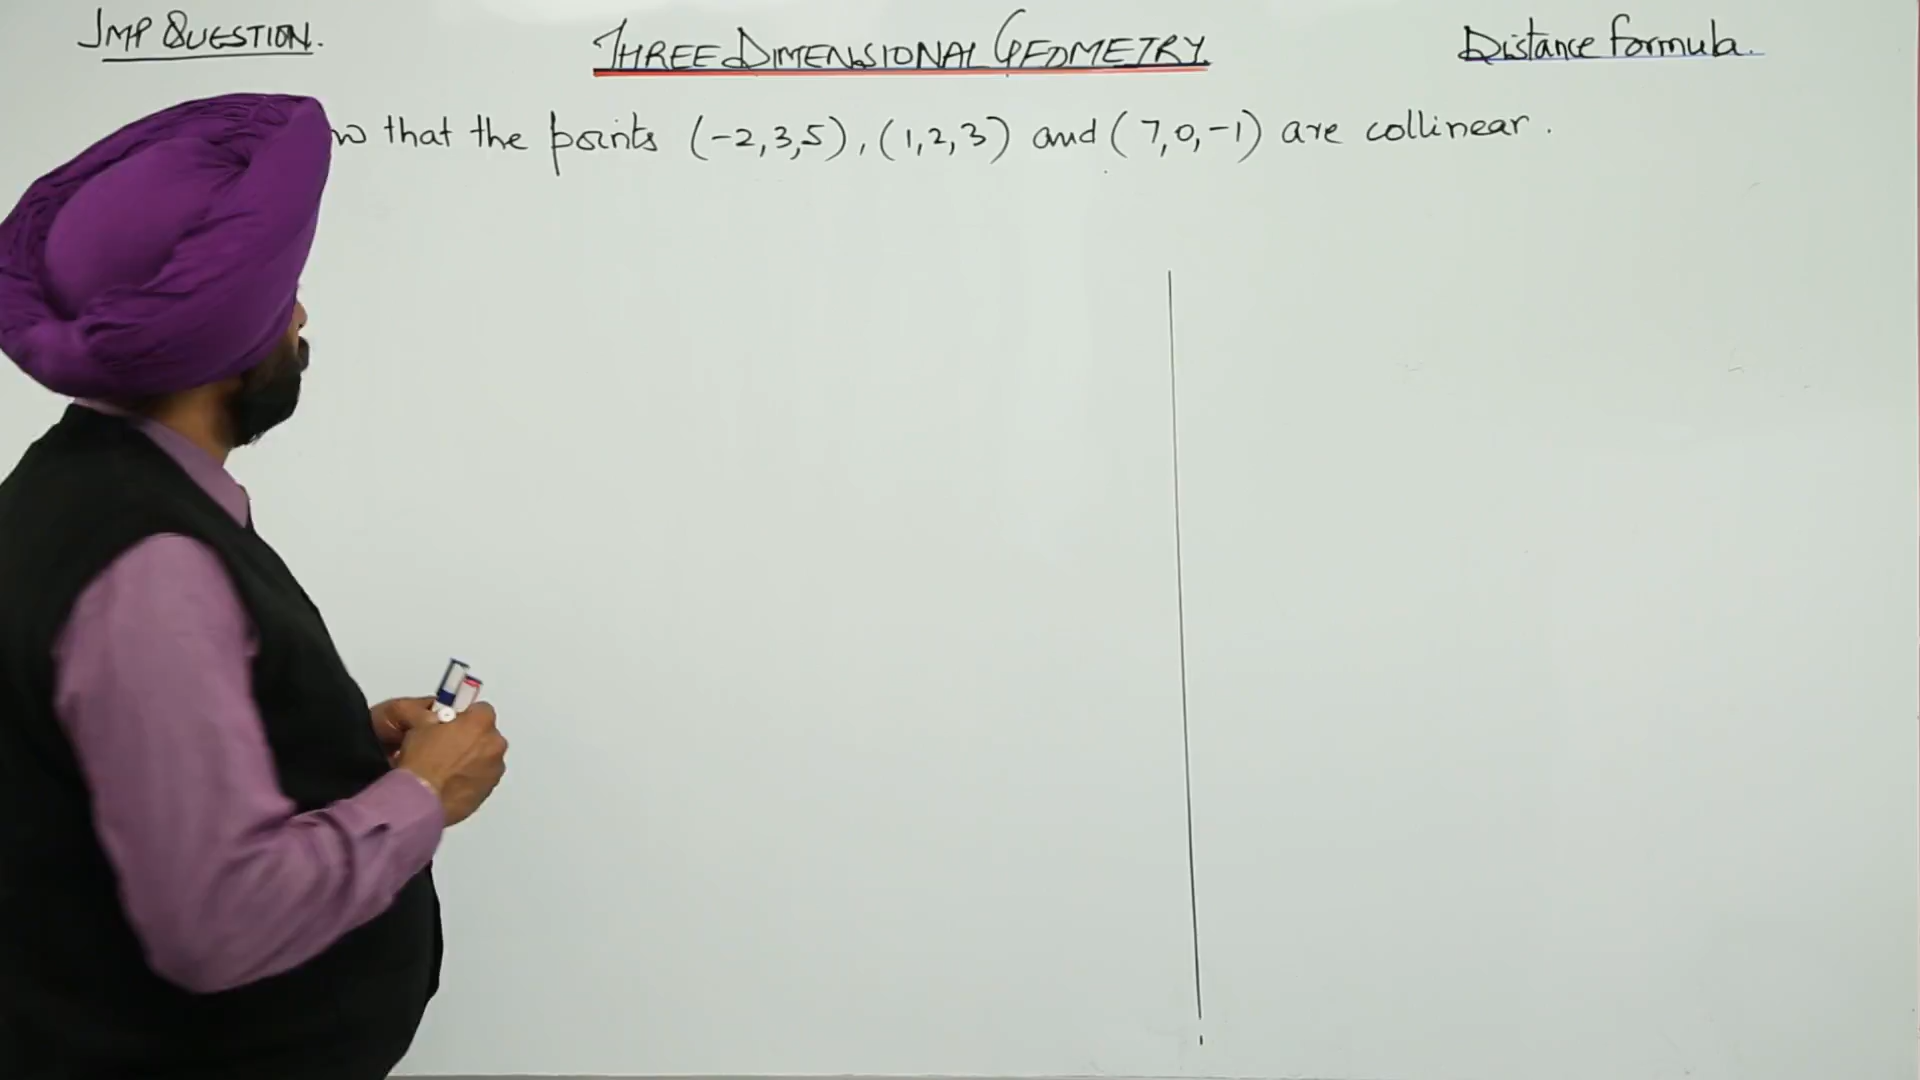 IMP QUESTION.
THREE DIMENSIONAL GEOMETRY.
Distance formula.
that the points (-2,3,5), (1,2,3) and (7,0,-1) are collinear.